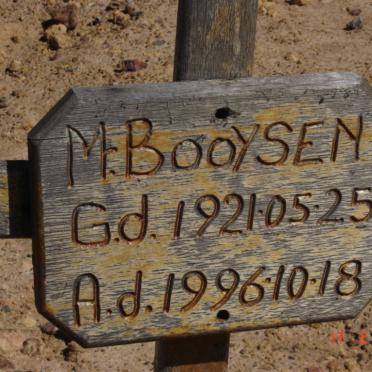 M. BOOYSEN
G.d. 1921.05.25
A.d. 1996.10.18